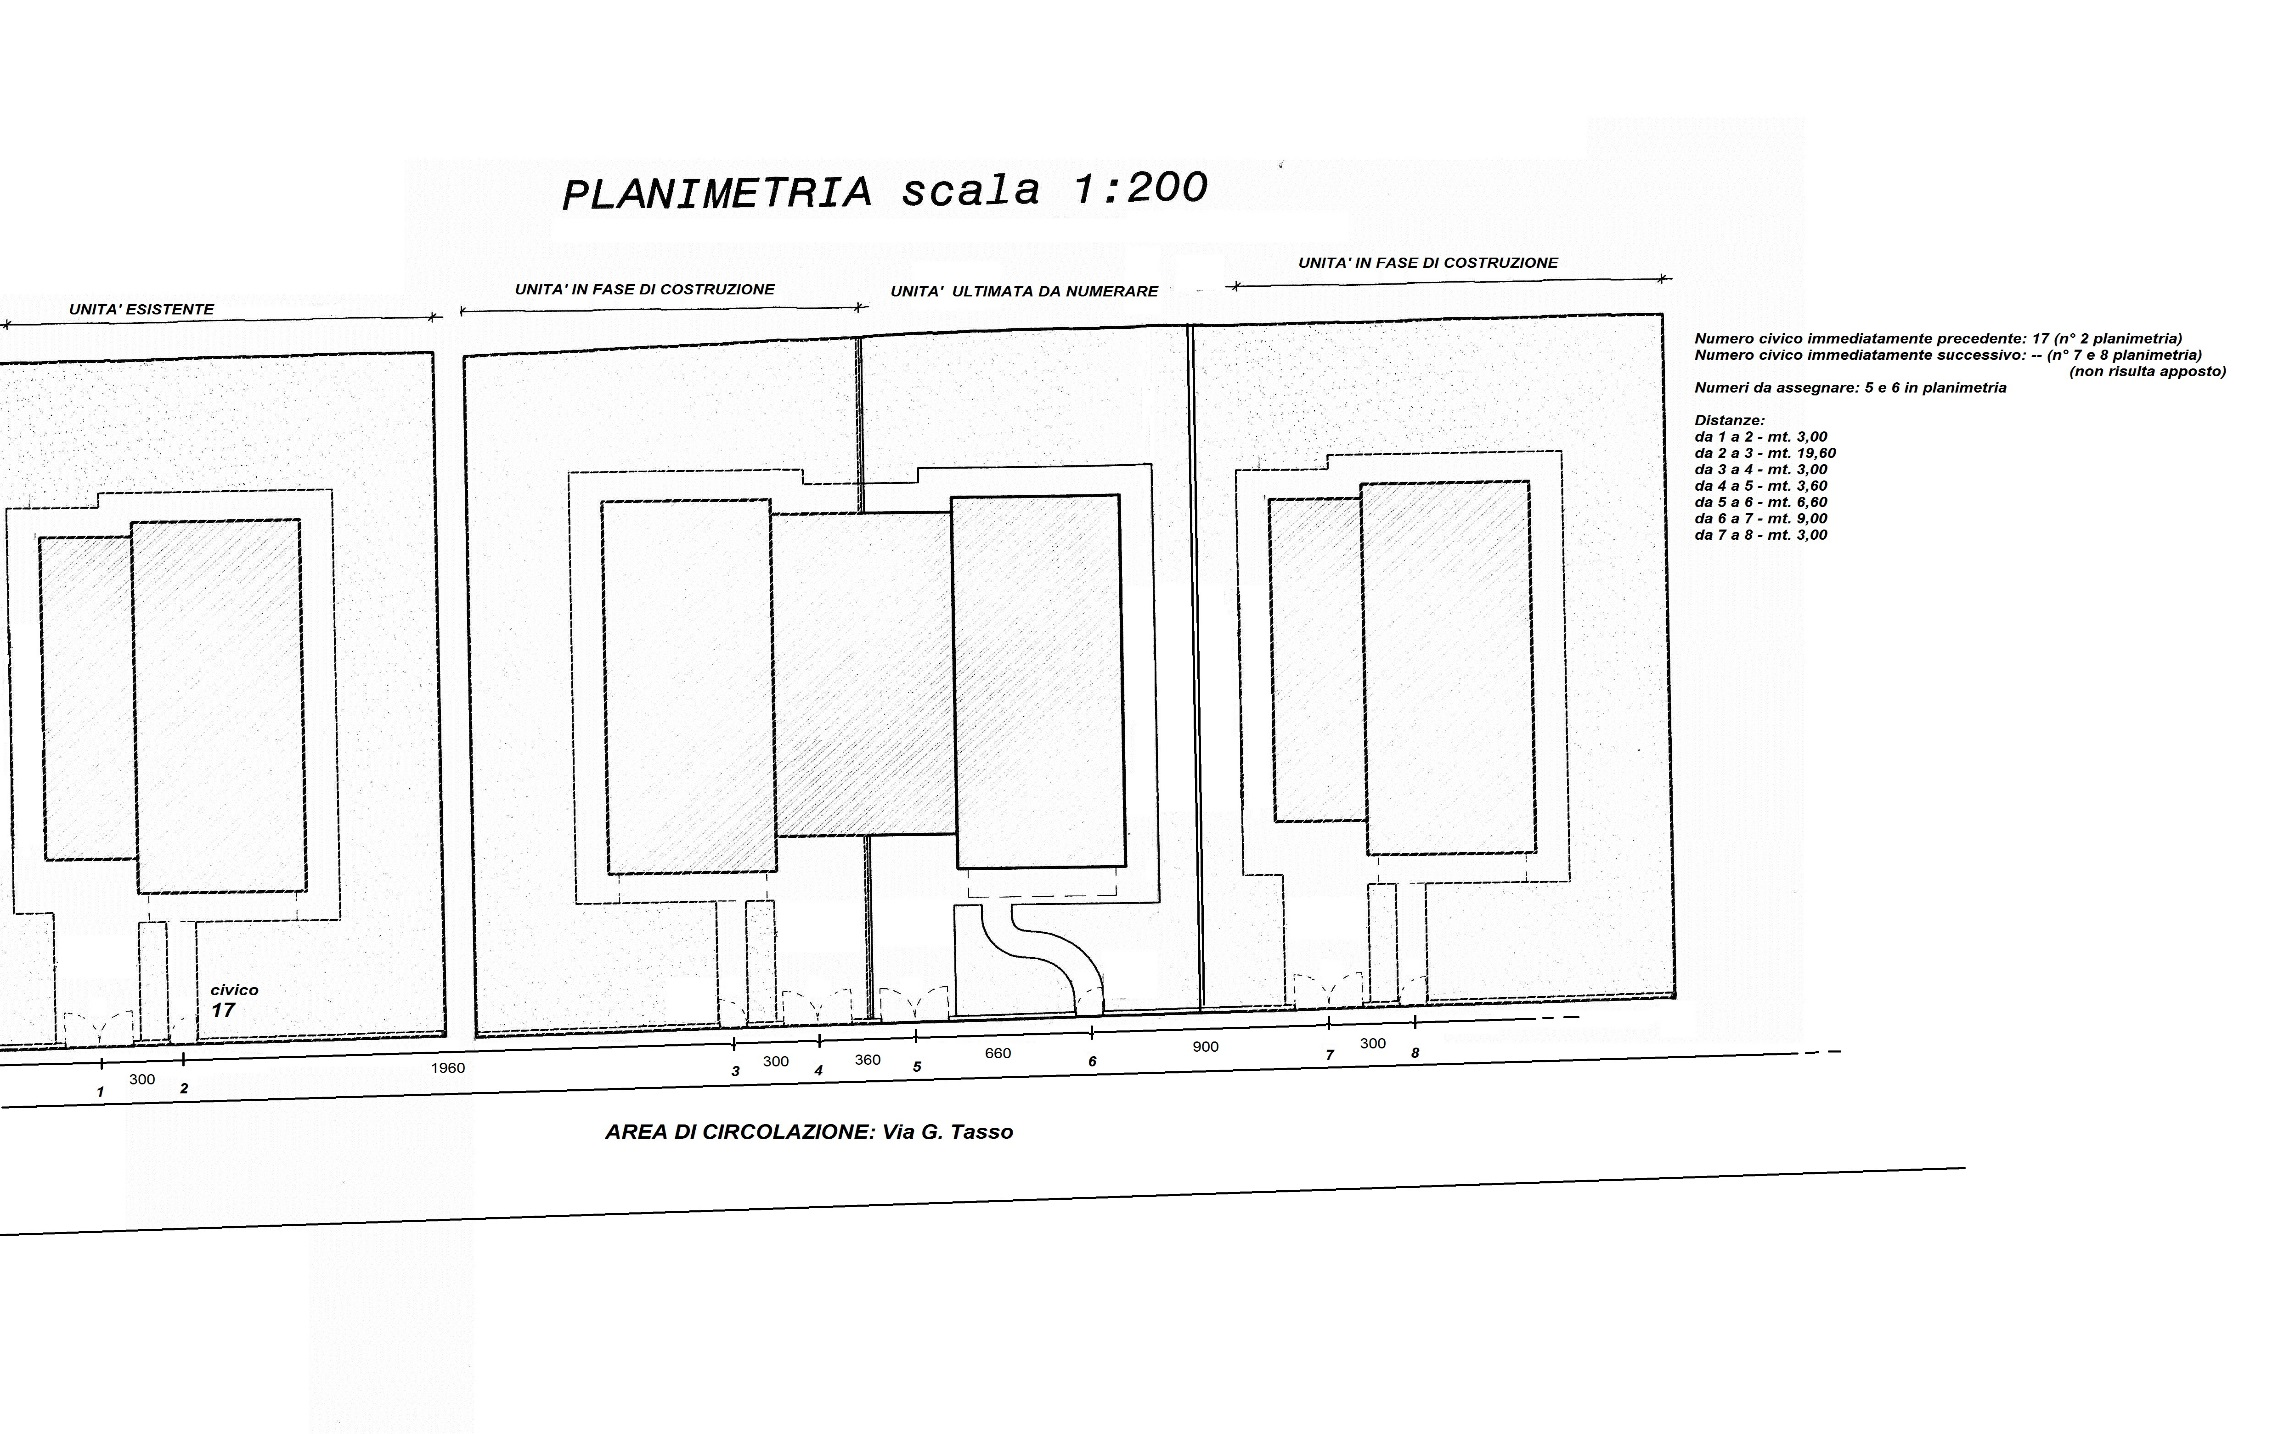 PLANIMETRIA scala 1:200
UNITA' ESISTENTE
UNITA' IN FASE DI COSTRUZIONE
UNITA' ULTIMATA DA NUMERARE
UNITA' IN FASE DI COSTRUZIONE
Numero civico immediatamente precedente: 17 (n° 2 planimetria)
Numero civico immediatamente successivo: -- (n° 7 e 8 planimetria)
(non risulta apposto)
Numeri da assegnare: 5 e 6 in planimetria
Distanze:
da 1 a 2 - mt. 3,00
da 2 a 3 - mt. 19,60
da 3 a 4 - mt. 3,00
da 4 a 5 - mt. 3,60
da 5 a 6 - mt. 6,60
da 6 a 7 - mt. 9,00
da 7 a 8 - mt. 3,00
civico
17
1
300
2
1960
3
300
4
360
5
660
6
900
7
300
8
AREA DI CIRCOLAZIONE: Via G. Tasso